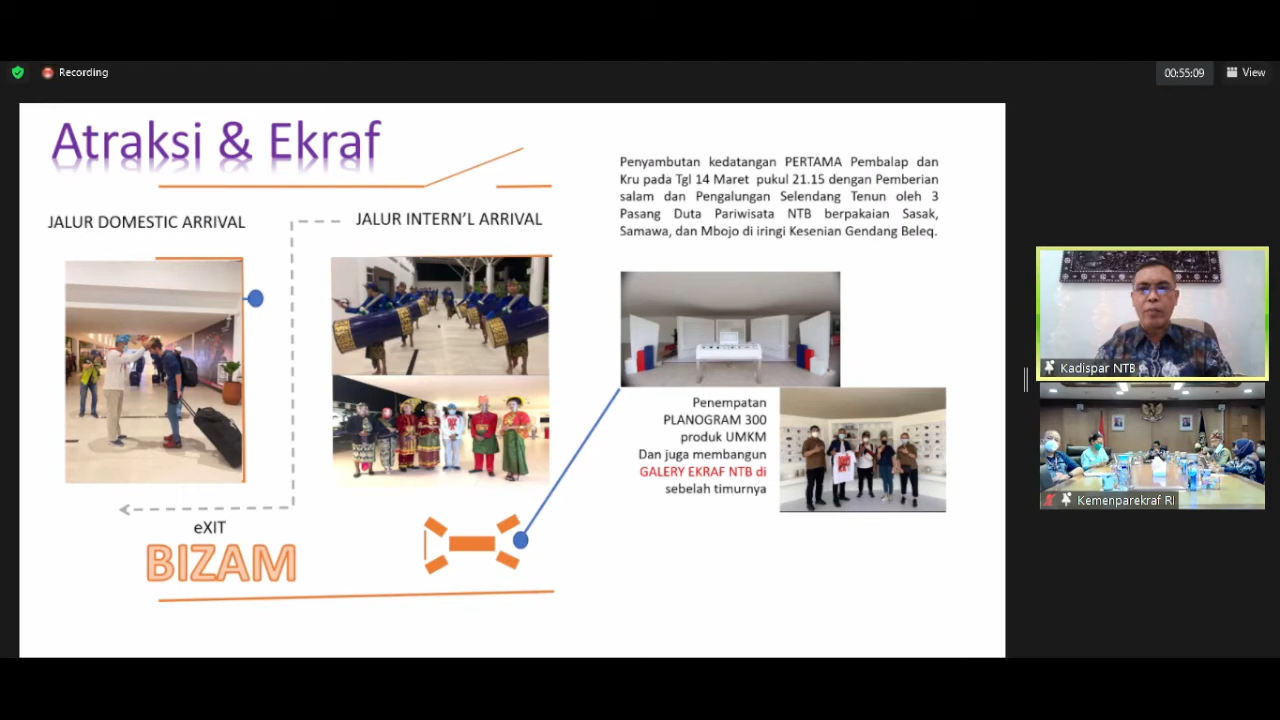 Recording
00:55:09
View
Atraksi & Ekraf
JALUR DOMESTIC ARRIVAL
JALUR INTERN'L ARRIVAL
eXIT
BIZAM
Penyambutan kedatangan PERTAMA Pembalap dan
Kru pada Tgl 14 Maret pukul 21.15 dengan Pemberian
salam dan Pengalungan Selendang Tenun oleh 3
Pasang Duta Pariwisata NTB berpakaian Sasak,
Samawa, dan Mbojo di iringi Kesenian Gendang Beleq.
Penempatan
PLANOGRAM 300
produk UMKM
Dan juga membangun
GALERY EKRAF NTB di
sebelah timurnya
Kadispar NTB
Kemenparekraf RI